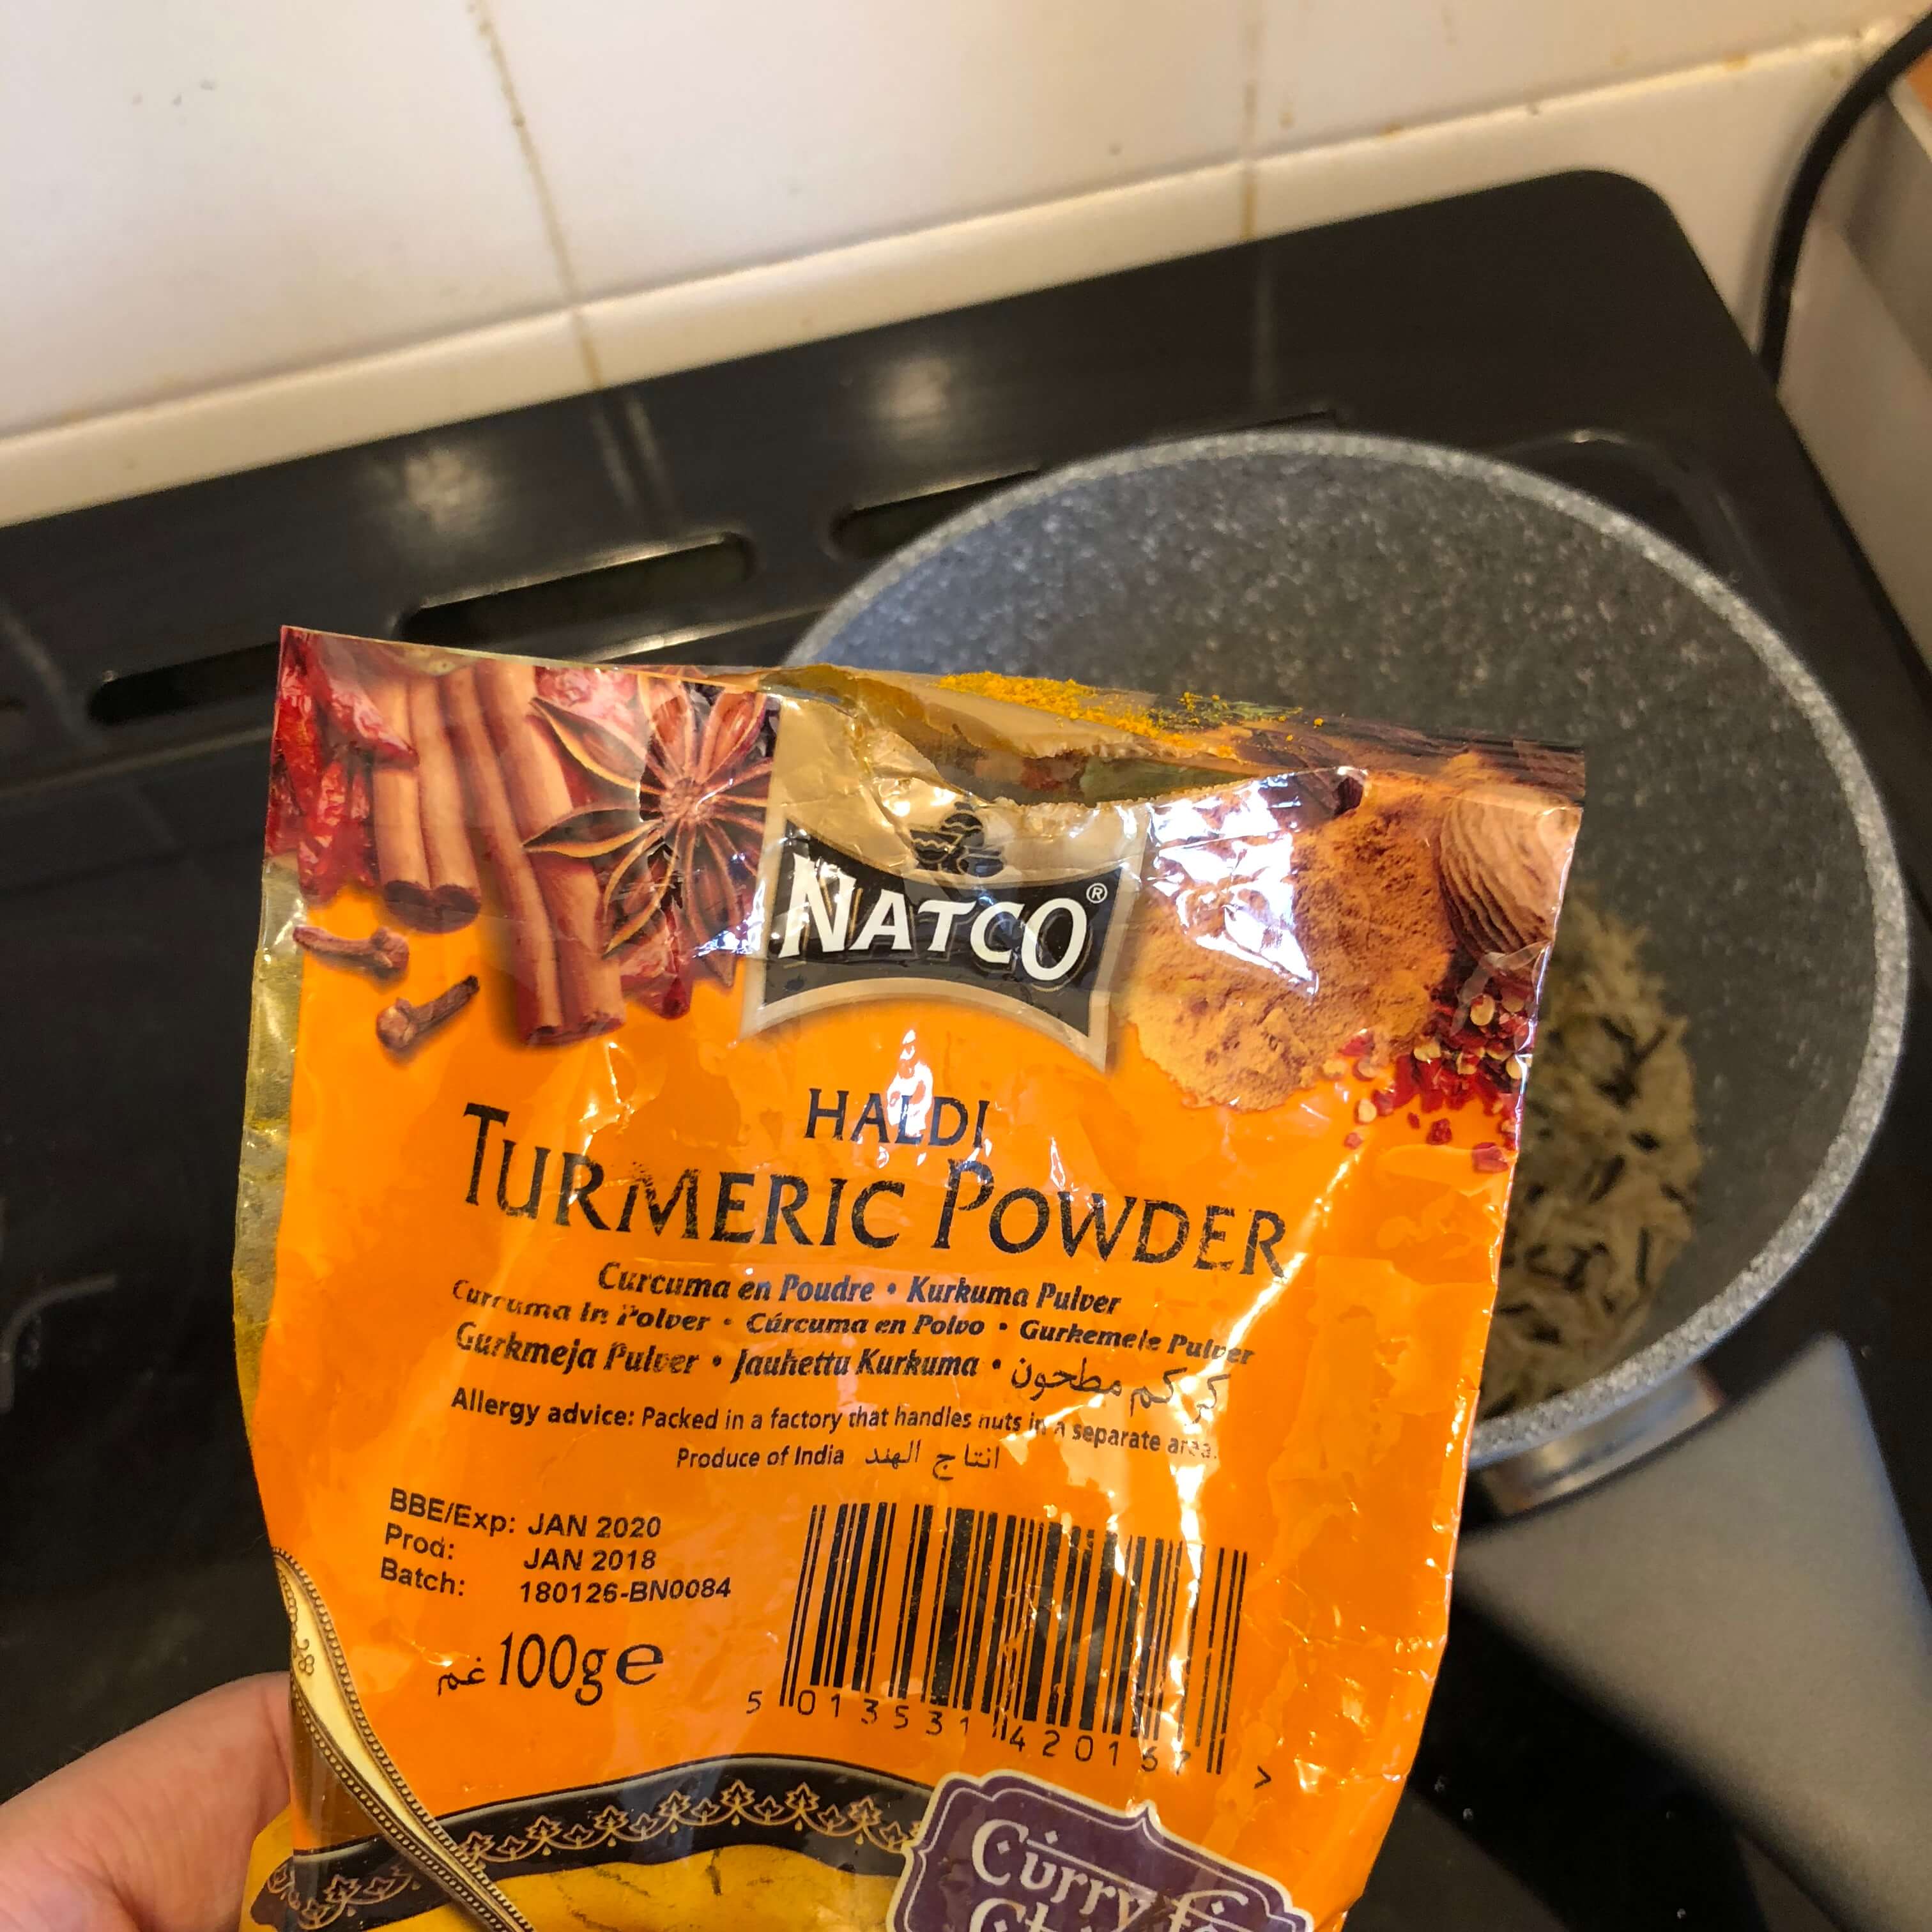 NATCO®
HALDI
TURMERIC POWDER
Curcuma en Poudre • Kurkuma Pulver
Curcuma In Polver • Cúrcuma en Polvo • Gurkemeie Pulver
Gurkmeja Pulver • Jauhettu Kurkuma • كركم مطحون
Allergy advice: Packed in a factory that handles nuts in a separate area.
Produce of India انتاج الهند
BBE/Exp: JAN 2020
Prod: JAN 2018
Batch: 180126-BN0084
غم 100g e
5 013531 420167 >
Curry